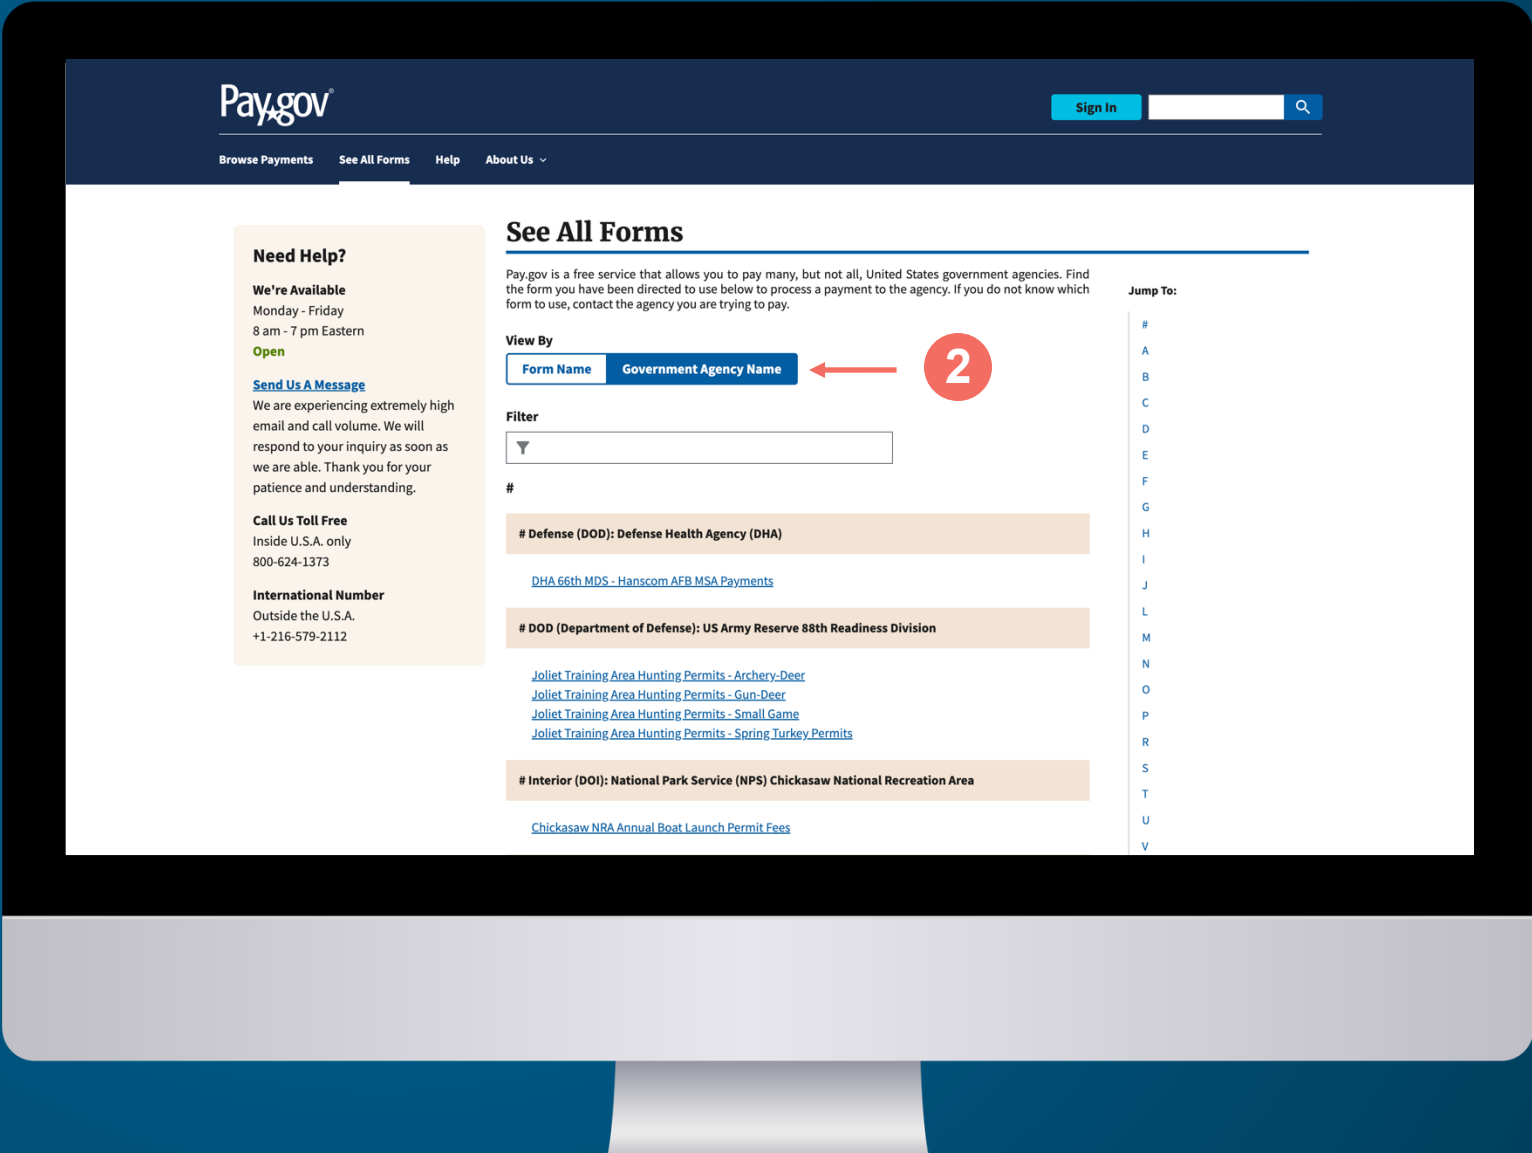 Pay.gov®
Sign In
Browse Payments
See All Forms
Help
About Us
Need Help?
We're Available
Monday - Friday
8 am - 7 pm Eastern
Open
Send Us A Message
We are experiencing extremely high
email and call volume. We will
respond to your inquiry as soon as
we are able. Thank you for your
patience and understanding.
Call Us Toll Free
Inside U.S.A. only
800-624-1373
International Number
Outside the U.S.A.
+1-216-579-2112
See All Forms
Pay.gov is a free service that allows you to pay many, but not all, United States government agencies. Find
the form you have been directed to use below to process a payment to the agency. If you do not know which
form to use, contact the agency you are trying to pay.
View By
Form Name
Government Agency Name
2
Filter
#
# Defense (DOD): Defense Health Agency (DHA)
DHA 66th MDS - Hanscom AFB MSA Payments
# DOD (Department of Defense): US Army Reserve 88th Readiness Division
Joliet Training Area Hunting Permits - Archery-Deer
Joliet Training Area Hunting Permits - Gun-Deer
Joliet Training Area Hunting Permits - Small Game
Joliet Training Area Hunting Permits - Spring Turkey Permits
# Interior (DOI): National Park Service (NPS) Chickasaw National Recreation Area
Chickasaw NRA Annual Boat Launch Permit Fees
Jump To:
#
A
B
C
D
E
F
G
H
I
J
L
M
N
O
P
R
S
T
U
V